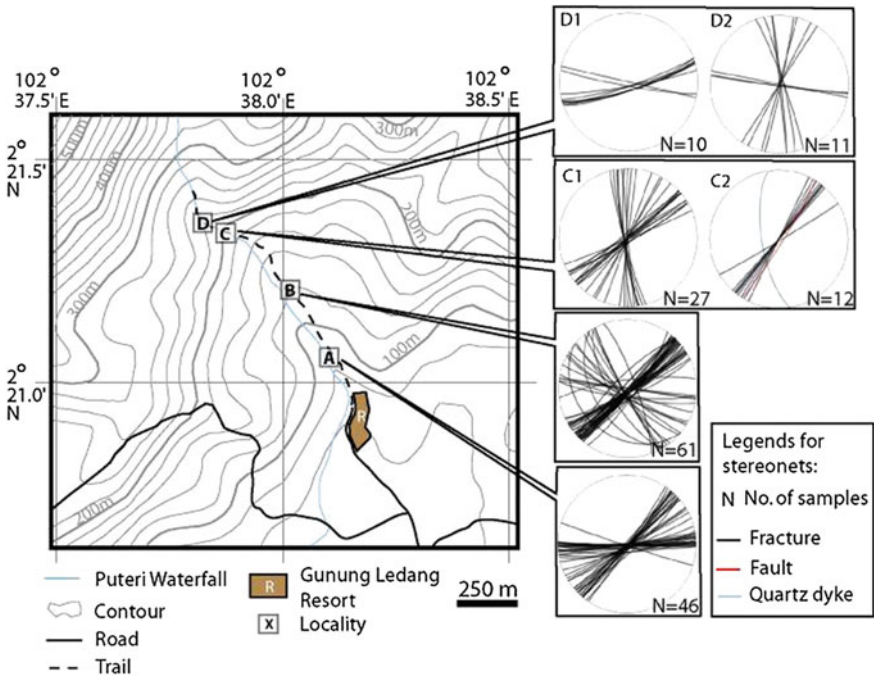 102°
37.5' E
102°
38.0' E
102°
38.5' E
2°
21.5'
N
2°
21.0'
N
500m
400m
300m
300m
200m
100m
200m
D
C
B
A
R
D1
N=10
D2
N=11
C1
N=27
C2
N=12
N=61
N=46
Legends for
stereonets:
N No. of samples
Fracture
Fault
Quartz dyke
Puteri Waterfall
Contour
Road
Trail
R Gunung Ledang
Resort
X Locality
250 m